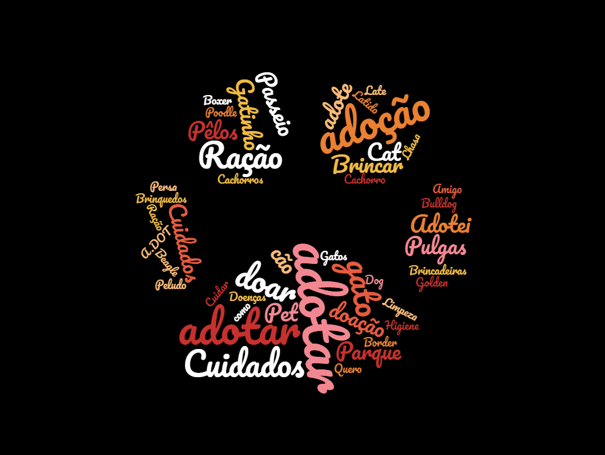 Boxer
Poodle
Gatinho
Passeio
Pêlos
Ração
Cachorros
adote
Late
Latido
adoção
Cat
Lhasa
Brincar
Cachorro
Persa
Brinquedos
Ração
Cuidados
A.DOT
Beagle
Peludo
Amigo
Bulldog
Adotei
Pulgas
Brincadeiras
Golden
cão
Gatos
adotar
gato
Dog
doar
Cuidar
Doenças
como
Pet
doação
Limpeza
Higiene
adotar
Border
Parque
Cuidados
Quero